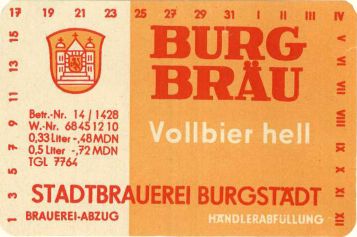 17 19 21 23 25 27 29 31 I II III IV
15
13
11
9
7
5
3
1
V
VI
VII
VIII
IX
X
XI
XII
BURG
BRÄU
Vollbier hell
Betr.-Nr. 14/1428
W.-Nr. 68451210
0,33 Liter -,48 MDN
0,5 Liter -,72 MDN
TGL 7764
STADTBRAUEREI BURGSTÄDT
BRAUEREI-ABZUG HÄNDLERABFÜLLUNG